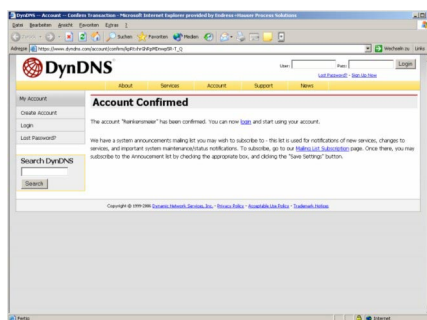 DynDNS -- Account -- Confirm Transaction - Microsoft Internet Explorer provided by Endress+Hauser Process Solutions
Datei Bearbeiten Ansicht Favoriten Extras ?
Zurück Suchen Favoriten Medien
Adresse Wechseln zu Links
DynDNS
User: Pass: Login
Lost Password? - Sign Up Now
About Services Account Support News
My Account
Create Account
Login
Lost Password?
Search DynDNS
Search
Account Confirmed
The account has been confirmed. You can now login and start using your account.
We have a system announcements mailing list you may wish to subscribe to - this list is used for notifications of new services, changes to
services, and important system maintenance/status notifications. To subscribe, go to our Mailing List Subscription page. Once there, you may
subscribe to the Announcement list by checking the appropriate box, and clicking the "Save Settings" button.
Copyright © 1999-2006 Dynamic Network Services, Inc. - Privacy Policy - Acceptable Use Policy - Trademark Notices
Fertig Internet